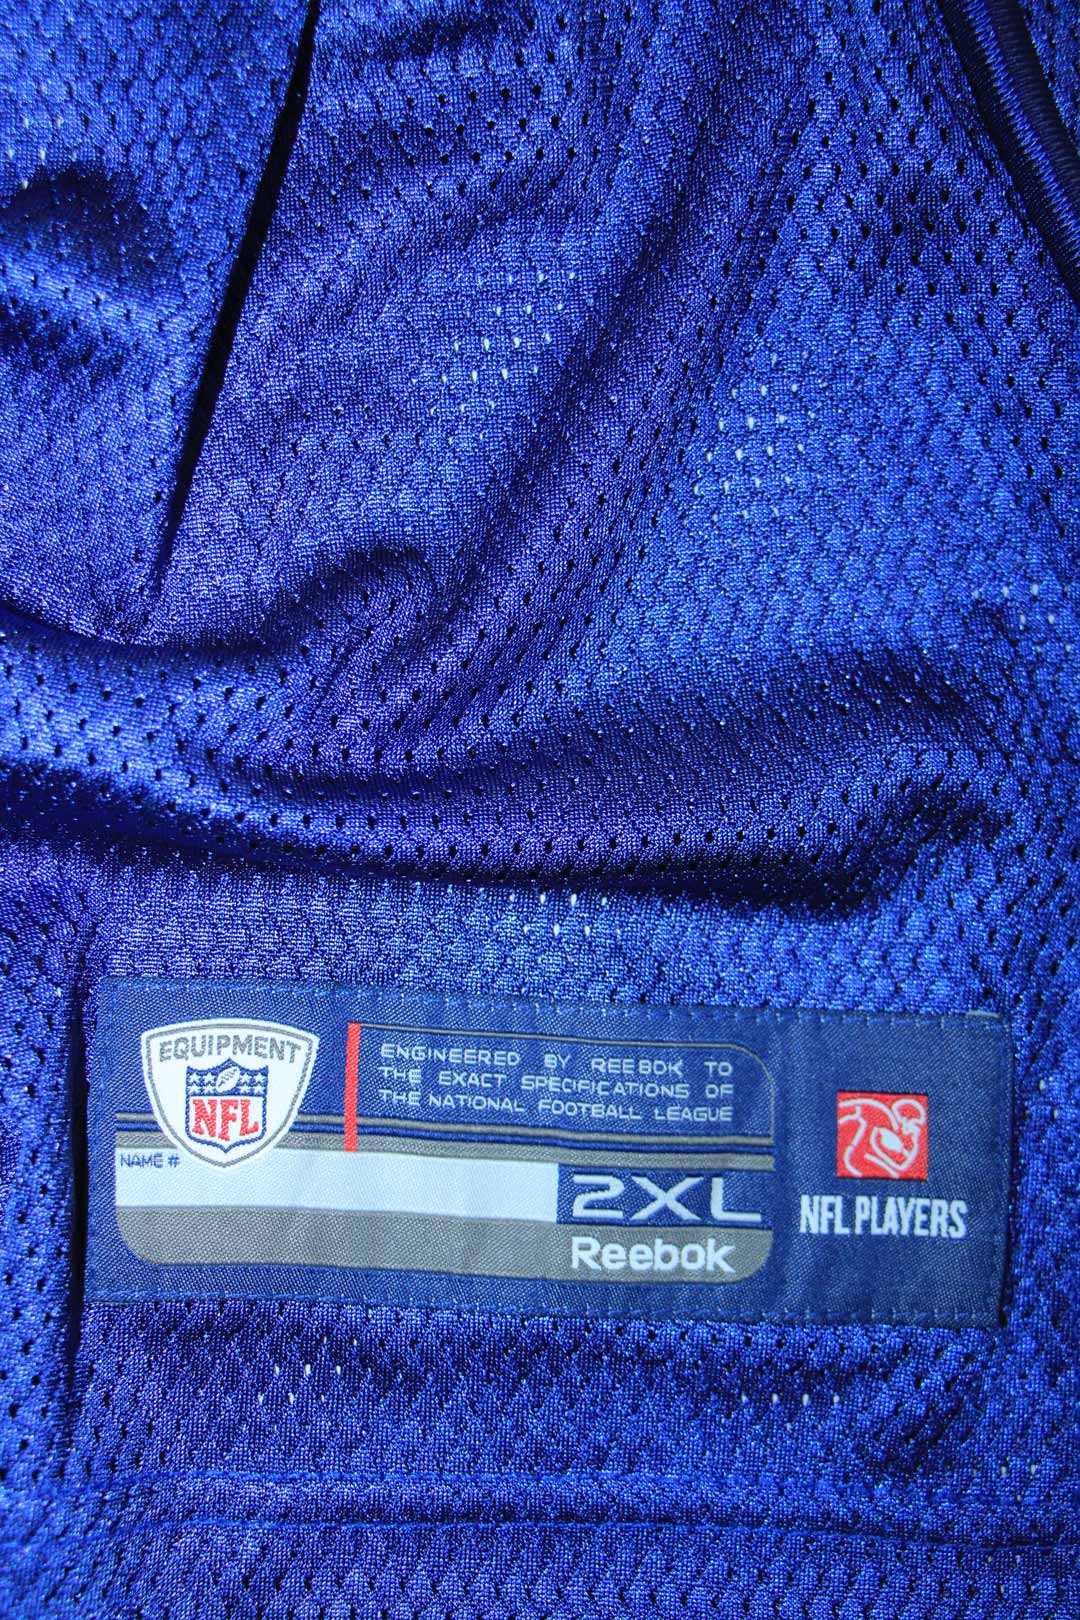 EQUIPMENT
NFL
ENGINEERED BY REEBOK TO
THE EXACT SPECIFICATIONS OF
THE NATIONAL FOOTBALL LEAGUE
NAME #
2XL
Reebok
NFL PLAYERS